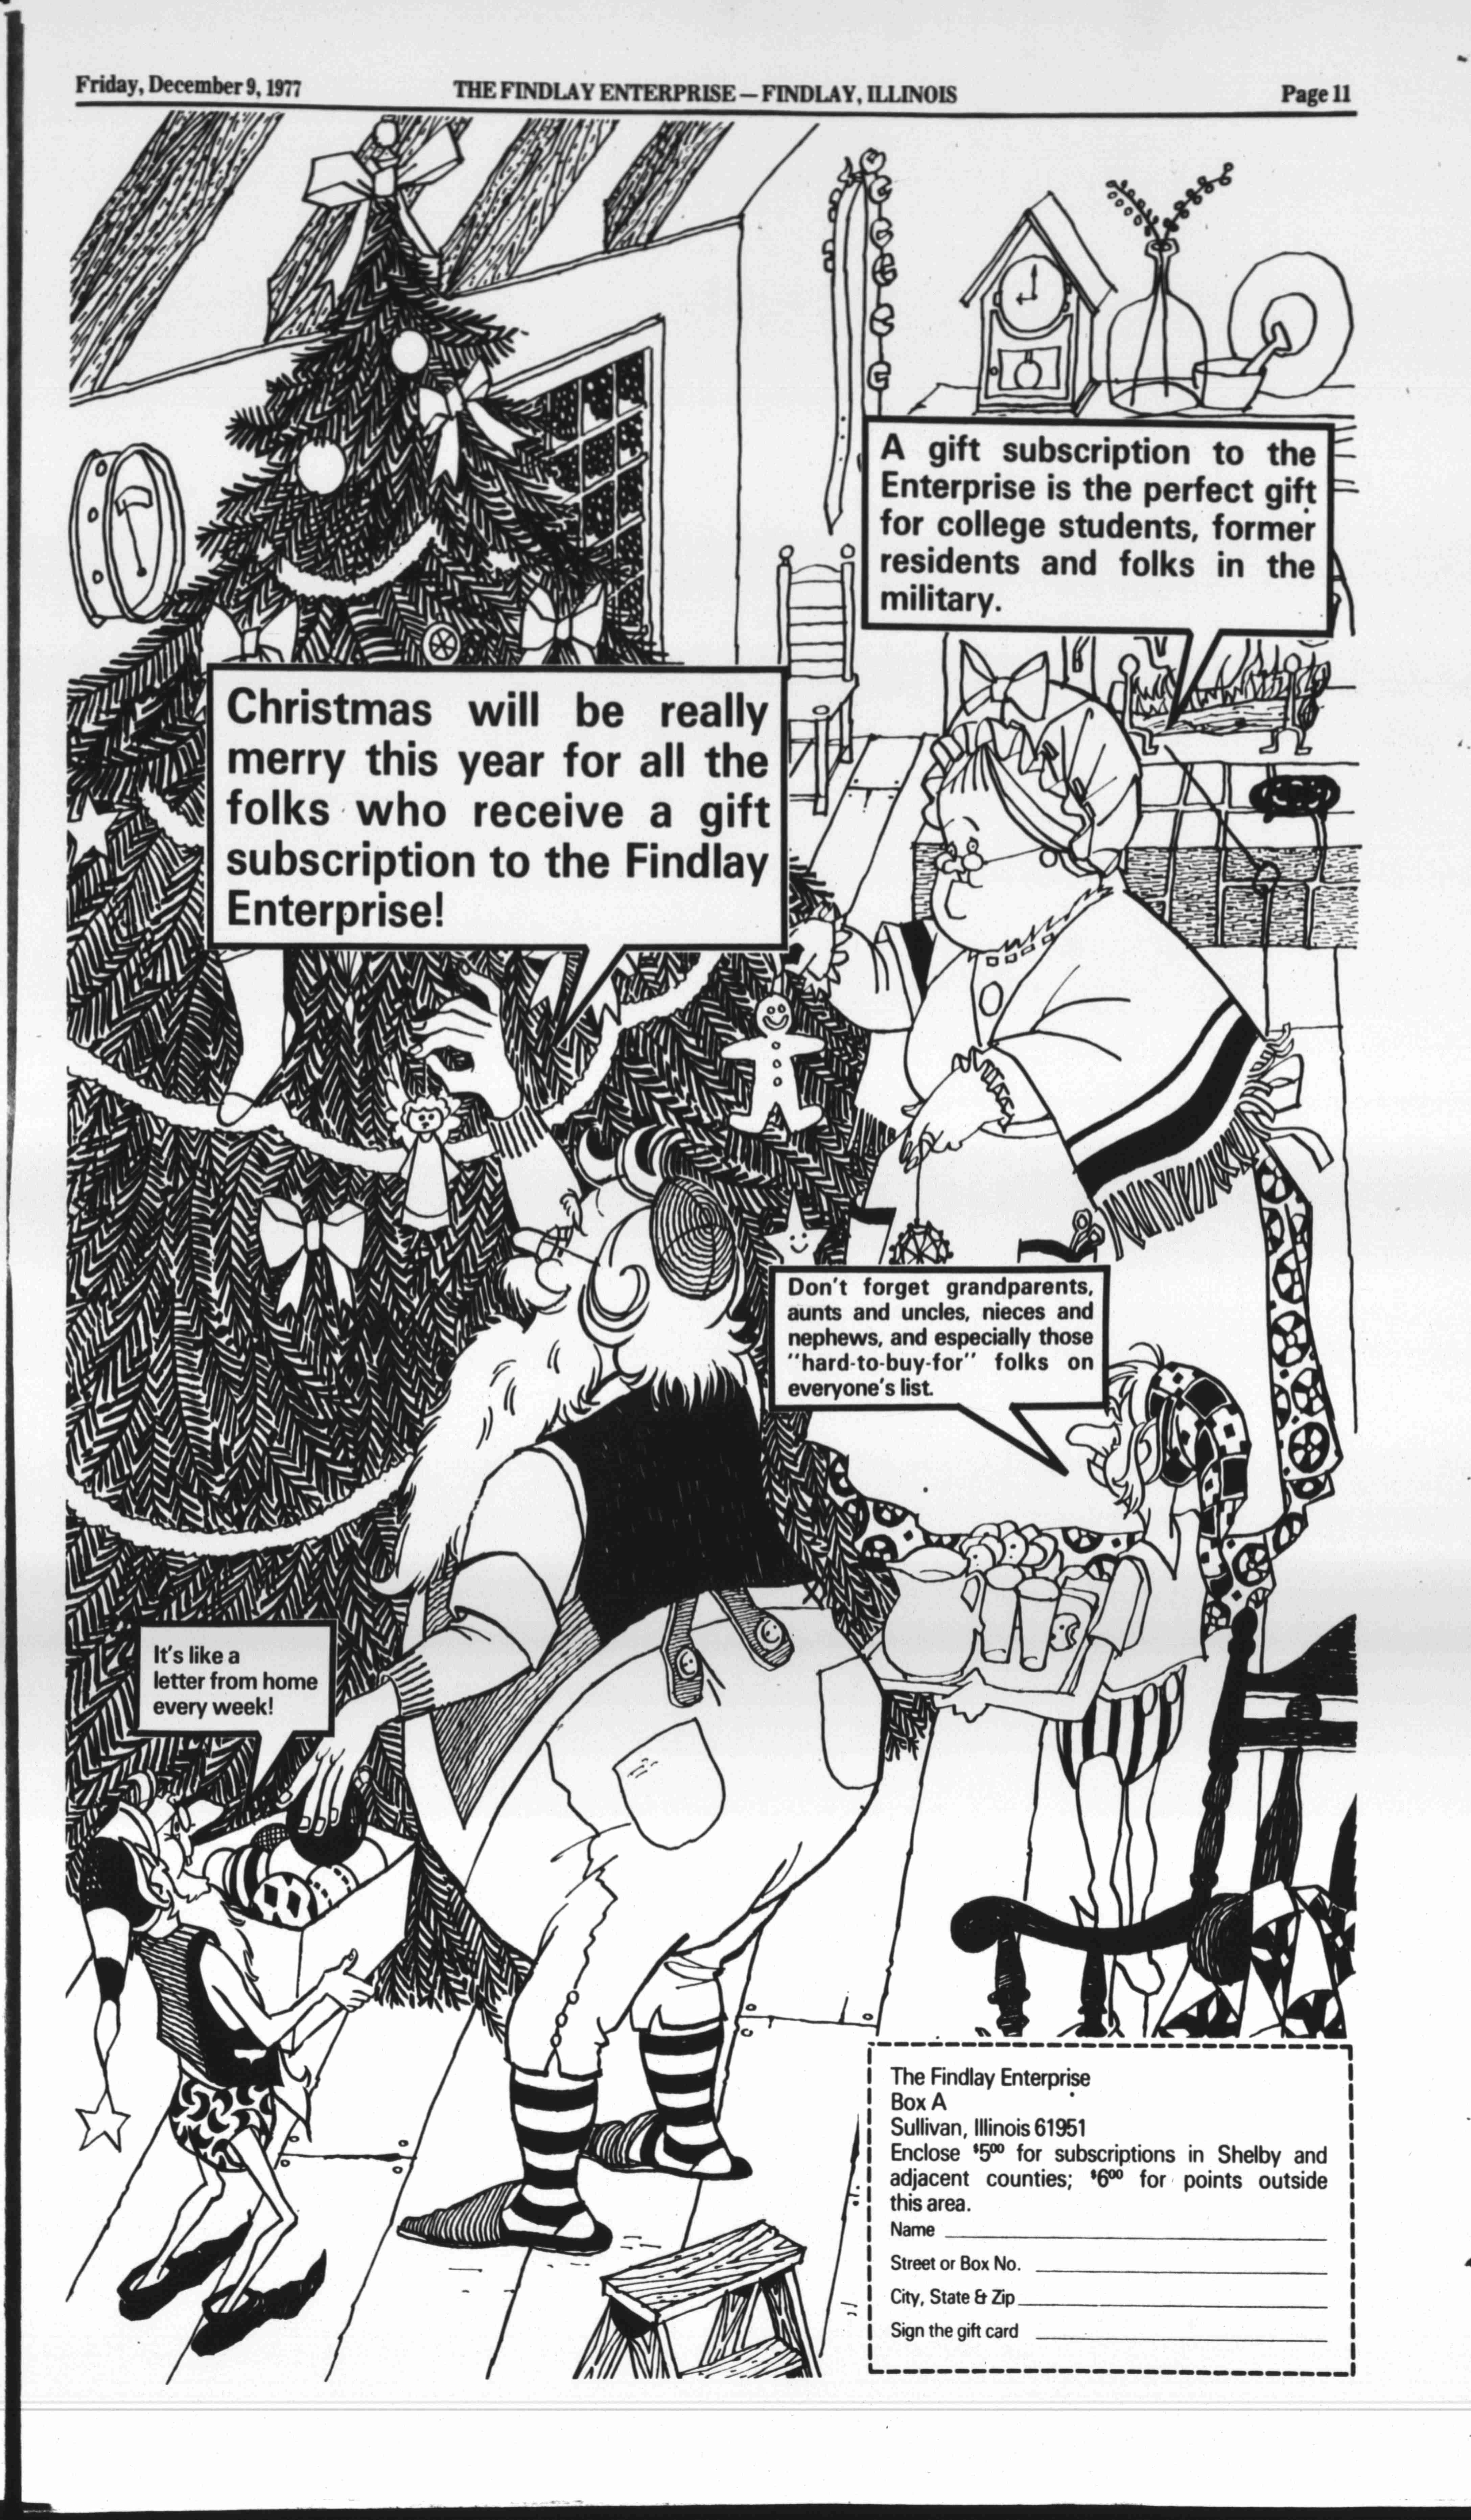 Friday, December 9, 1977
THE FINDLAY ENTERPRISE — FINDLAY, ILLINOIS
Page 11
A gift subscription to the
Enterprise is the perfect gift
for college students, former
residents and folks in the
military.
Christmas will be really
merry this year for all the
folks who receive a gift
subscription to the Findlay
Enterprise!
Don't forget grandparents,
aunts and uncles, nieces and
nephews, and especially those
"hard-to-buy-for" folks on
everyone's list.
It's like a
letter from home
every week!
The Findlay Enterprise
Box A
Sullivan, Illinois 61951
Enclose $5⁰⁰ for subscriptions in Shelby and
adjacent counties; $6⁰⁰ for points outside
this area.
Name
Street or Box No.
City, State & Zip
Sign the gift card